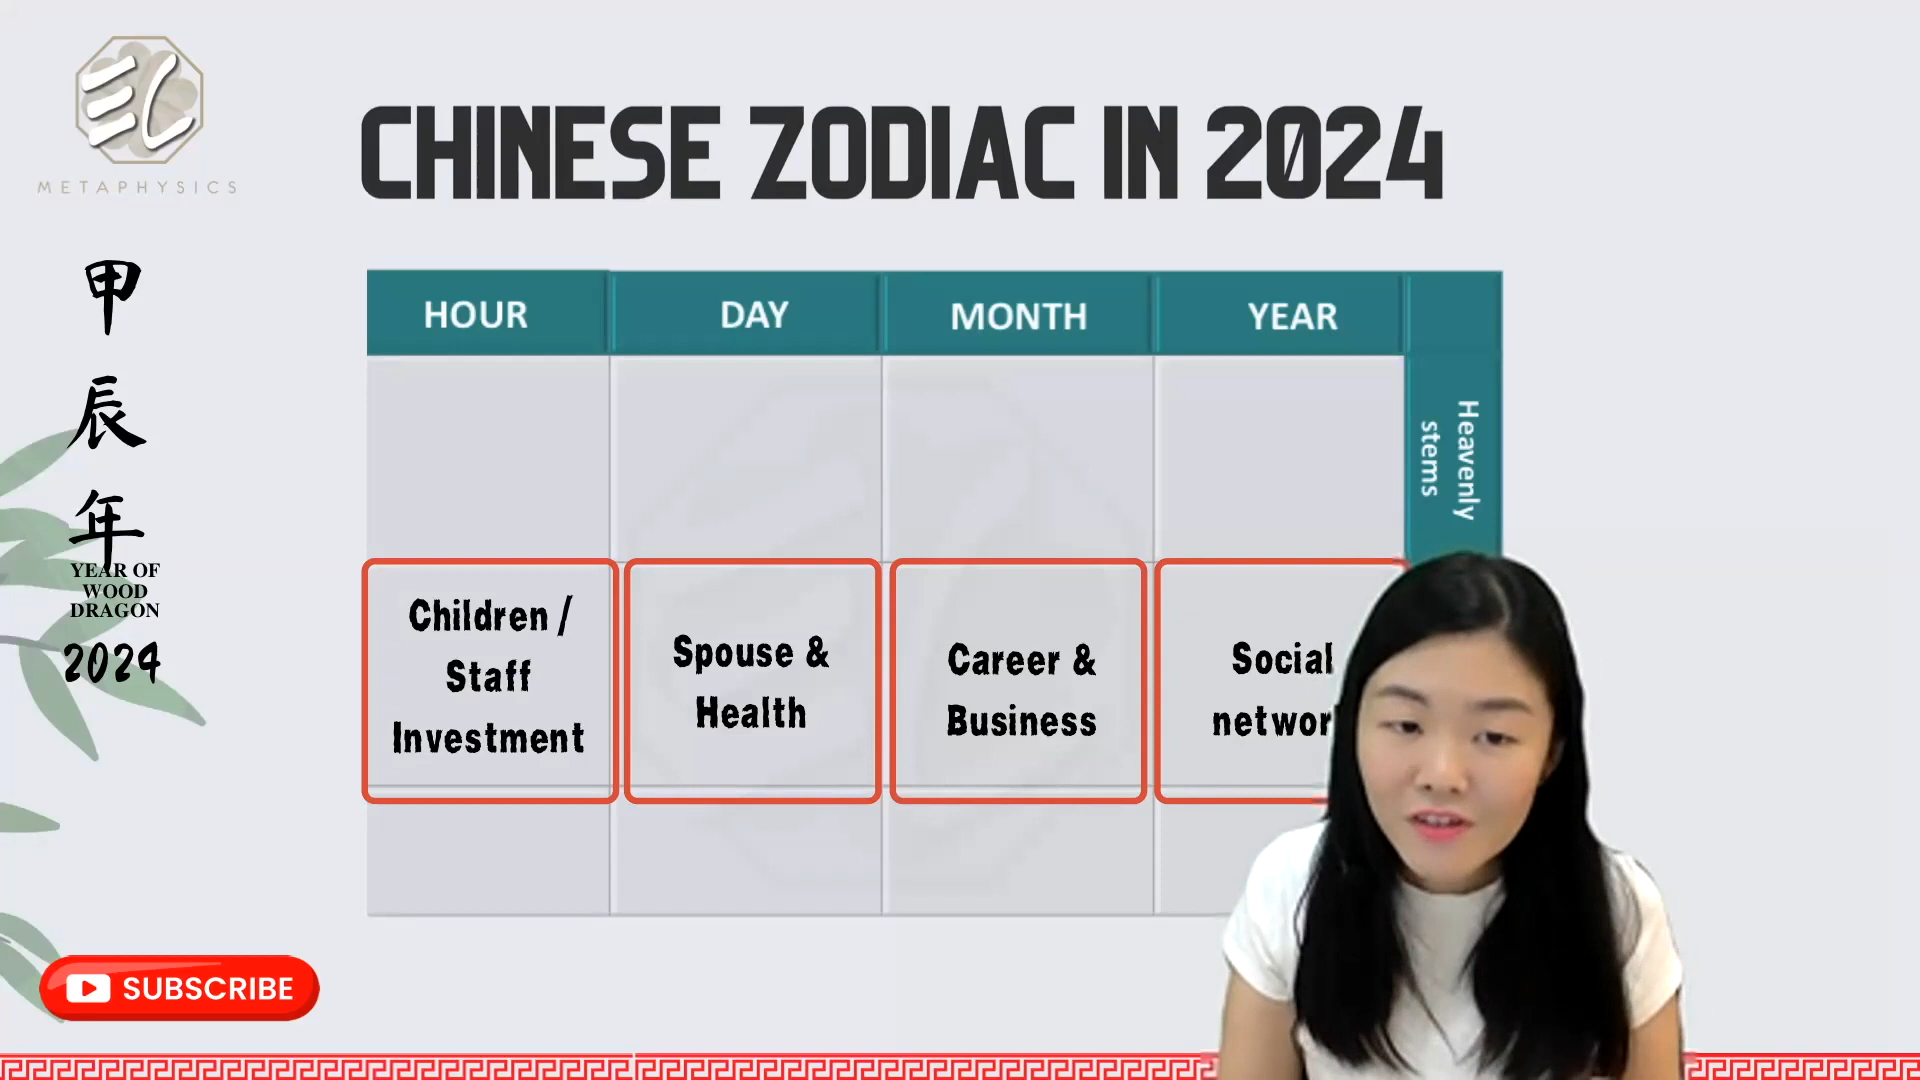 EL
METAPHYSICS
CHINESE ZODIAC IN 2024
甲
辰
年
YEAR OF
WOOD
DRAGON
2024
HOUR DAY MONTH YEAR
Heavenly
stems
Children /
Staff
Investment
Spouse &
Health
Career &
Business
Social
SUBSCRIBE